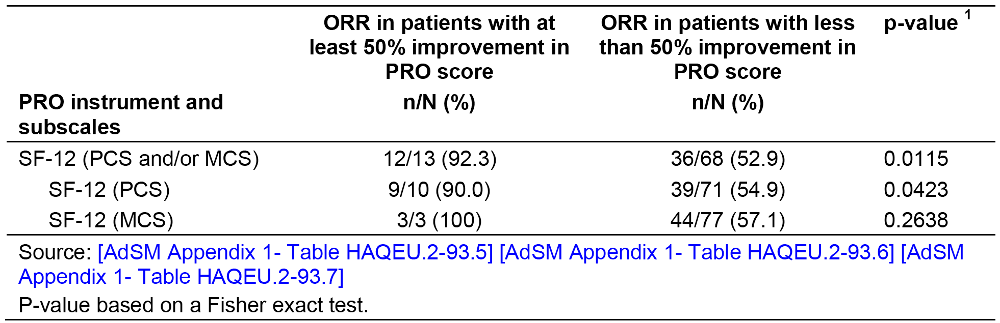 ORR in patients with at ORR in patients with less p-value 1
least 50% improvement in than 50% improvement in
PRO score PRO score
PRO instrument and n/N (%) n/N (%)
subscales
SF-12 (PCS and/or MCS) 12/13 (92.3) 36/68 (52.9) 0.0115
SF-12 (PCS) 9/10 (90.0) 39/71 (54.9) 0.0423
SF-12 (MCS) 3/3 (100) 44/77 (57.1) 0.2638
Source: [AdSM Appendix 1- Table HAQEU.2-93.5] [AdSM Appendix 1- Table HAQEU.2-93.6] [AdSM
Appendix 1- Table HAQEU.2-93.7]
P-value based on a Fisher exact test.